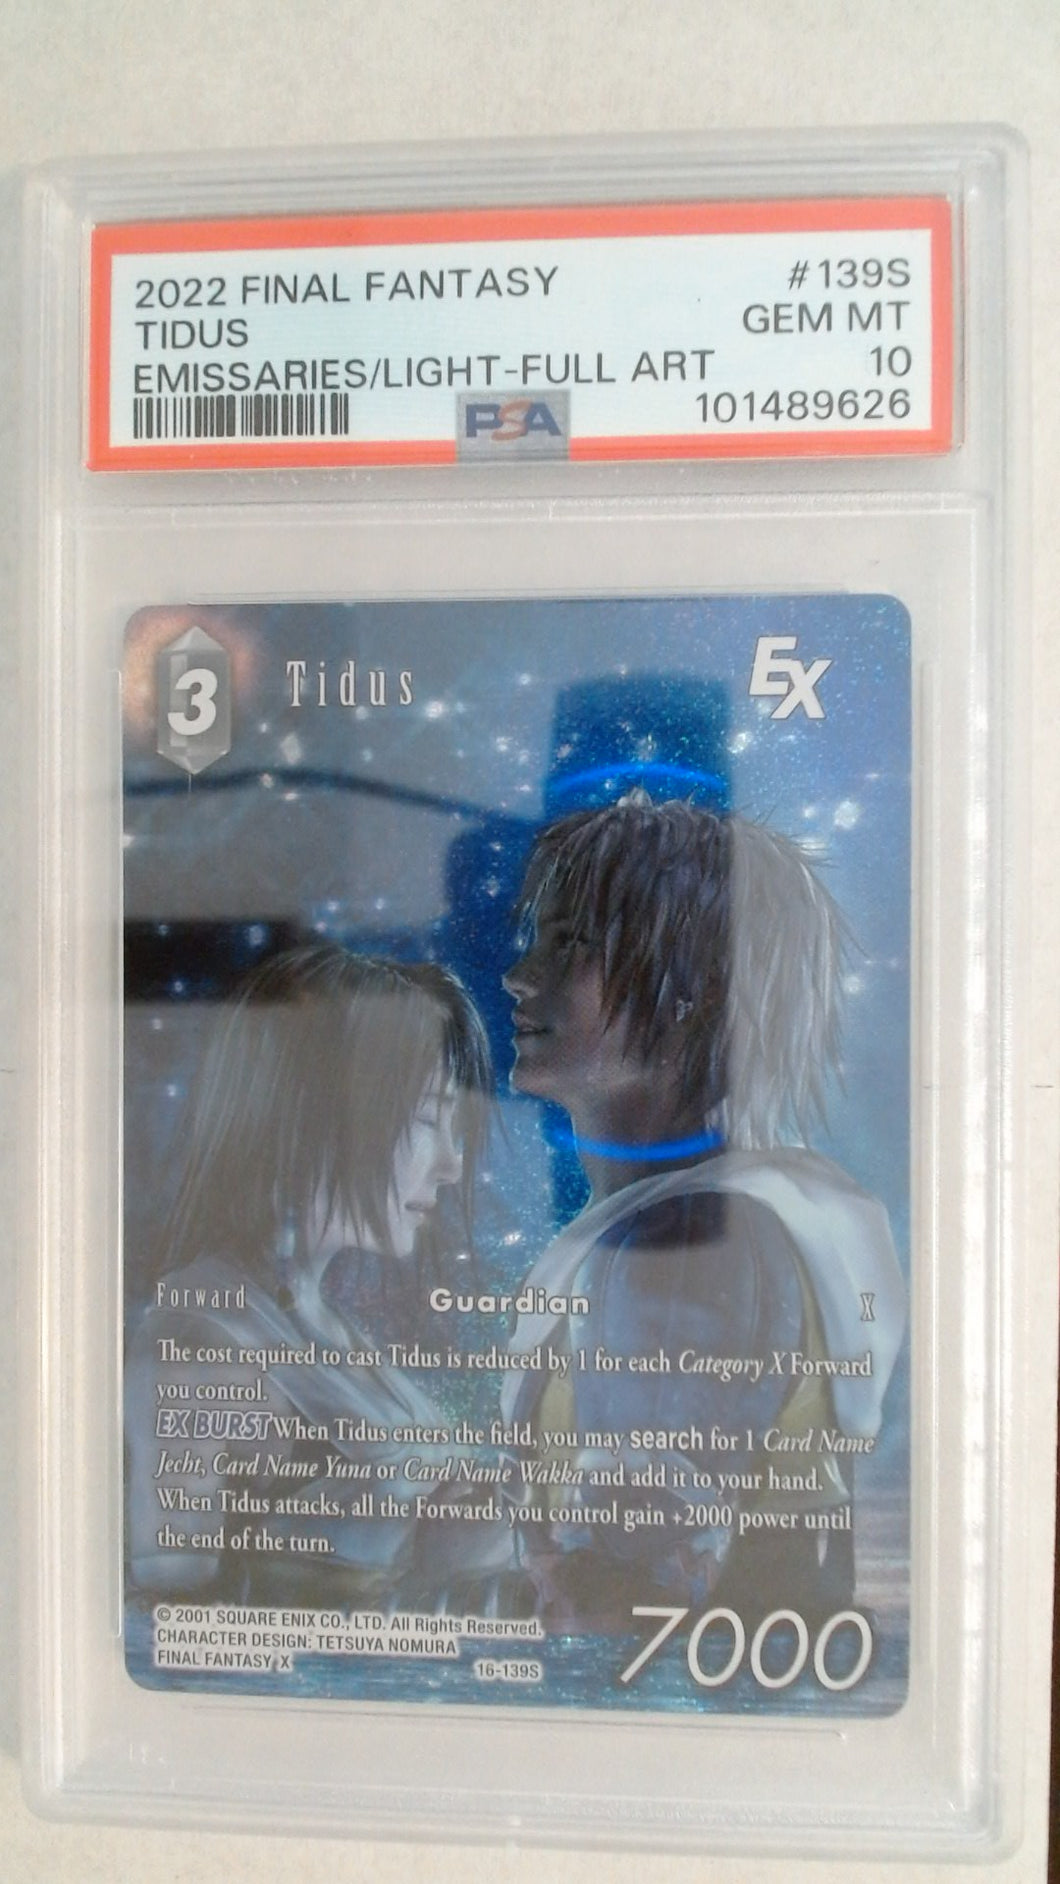 2022 FINAL FANTASY #139S
TIDUS GEM MT
EMISSARIES/LIGHT-FULL ART 10
PSA 101489626
3 Tidus EX
Forward Guardian X
The cost required to cast Tidus is reduced by 1 for each Category X Forward
you control.
EX BURST When Tidus enters the field, you may search for 1 Card Name
Jecht, Card Name Yuna or Card Name Wakka and add it to your hand.
When Tidus attacks, all the Forwards you control gain +2000 power until
the end of the turn.
© 2001 SQUARE ENIX CO., LTD. All Rights Reserved.
CHARACTER DESIGN: TETSUYA NOMURA
FINAL FANTASY X 16-139S
7000